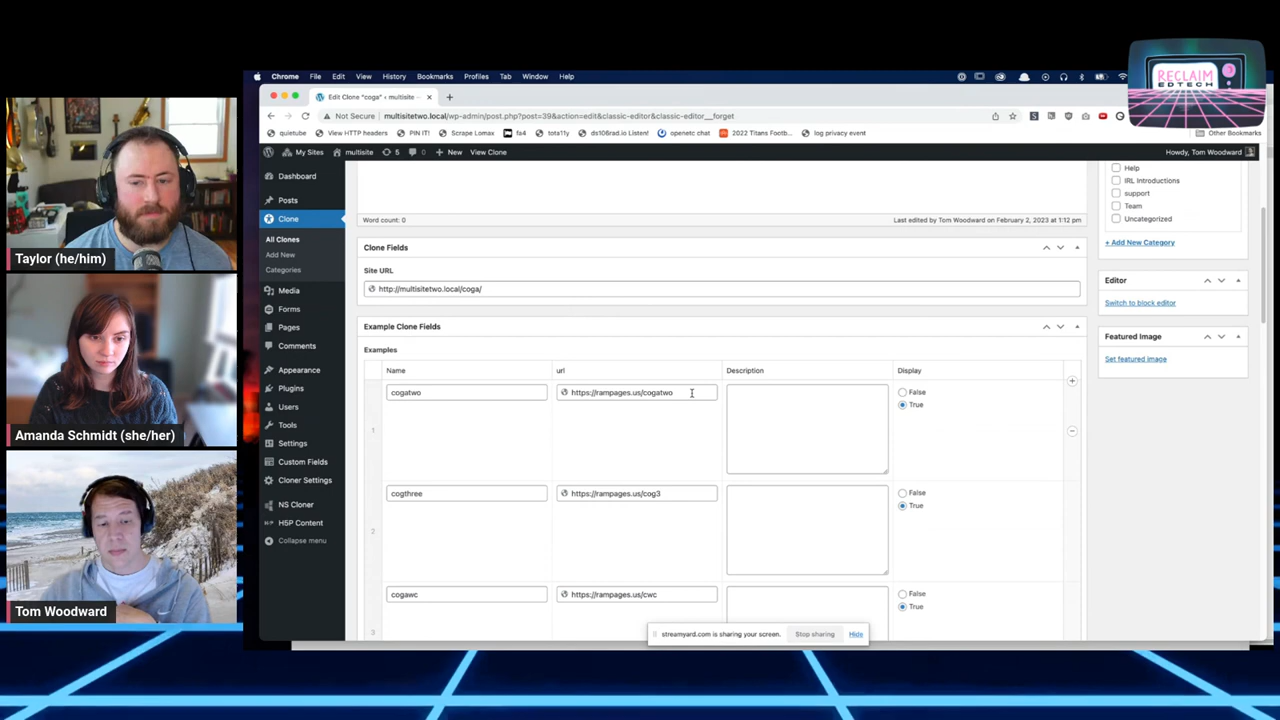 RECLAIM
EDTECH
Chrome File Edit View History Bookmarks Profiles Tab Window Help
Edit Clone "coga" ‹ multisite
Not Secure multisitetwo.local/wp-admin/post.php?post=39&action=edit&classic-editor&classic-editor__forget
quietube View HTTP headers PIN IT! Scrape Lomax fa4 tota11y ds106rad.io Listen! openetc chat 2022 Titans Footb... log privacy event Other Bookmarks
My Sites multisite 5 0 New View Clone Howdy, Tom Woodward
Dashboard
Posts
Clone
All Clones
Add New
Categories
Media
Forms
Pages
Comments
Appearance
Plugins
Users
Tools
Settings
Custom Fields
Cloner Settings
NS Cloner
H-P H5P Content
Collapse menu
Word count: 0 Last edited by Tom Woodward on February 2, 2023 at 1:12 pm
Clone Fields
Site URL
http://multisitetwo.local/coga/
Example Clone Fields
Examples
Name url Description Display
1
cogatwo https://rampages.us/cogatwo False
True
2
cogthree https://rampages.us/cog3 False
True
3
cogawc https://rampages.us/cwc False
True
Help
IRL Introductions
support
Team
Uncategorized
+ Add New Category
Editor
Switch to block editor
Featured Image
Set featured image
streamyard.com is sharing your screen. Stop sharing Hide
Taylor (he/him)
Amanda Schmidt (she/her)
Tom Woodward